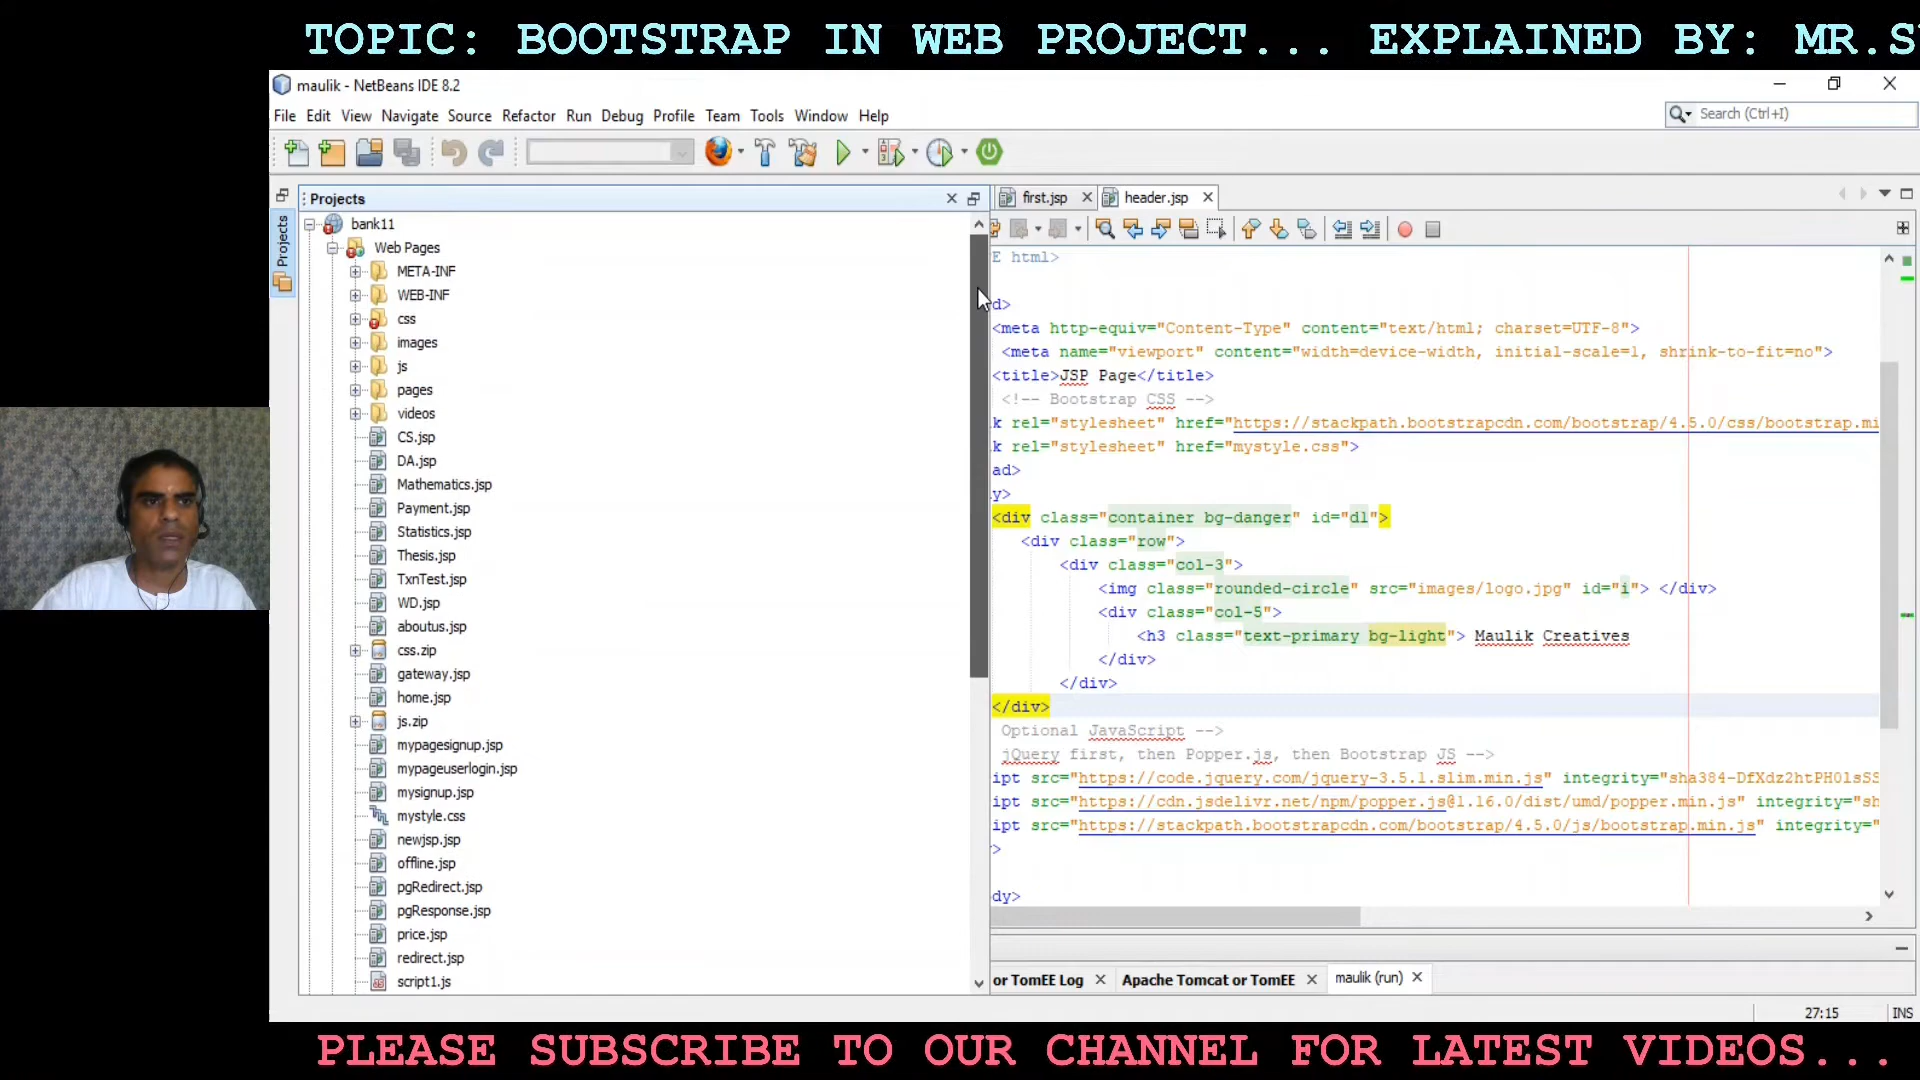 TOPIC: BOOTSTRAP IN WEB PROJECT... EXPLAINED BY: MR.S
maulik - NetBeans IDE 8.2
File Edit View Navigate Source Refactor Run Debug Profile Team Tools Window Help
Search (Ctrl+I)
Projects
Projects
bank11
Web Pages
META-INF
WEB-INF
css
images
js
pages
videos
CS.jsp
DA.jsp
Mathematics.jsp
Payment.jsp
Statistics.jsp
Thesis.jsp
TxnTest.jsp
WD.jsp
aboutus.jsp
css.zip
gateway.jsp
home.jsp
js.zip
mypagesignup.jsp
mypageuserlogin.jsp
mysignup.jsp
mystyle.css
newjsp.jsp
offline.jsp
pgRedirect.jsp
pgResponse.jsp
price.jsp
redirect.jsp
script1.js
first.jsp header.jsp
E html>
d>
<meta http-equiv="Content-Type" content="text/html; charset=UTF-8">
<meta name="viewport" content="width=device-width, initial-scale=1, shrink-to-fit=no">
<title>JSP Page</title>
<!-- Bootstrap CSS -->
k rel="stylesheet" href="https://stackpath.bootstrapcdn.com/bootstrap/4.5.0/css/bootstrap.mi
k rel="stylesheet" href="mystyle.css">
ad>
y>
<div class="container bg-danger" id="d1">
<div class="row">
<div class="col-3">
<img class="rounded-circle" src="images/logo.jpg" id="i"> </div>
<div class="col-5">
<h3 class="text-primary bg-light"> Maulik Creatives
</div>
</div>
</div>
Optional JavaScript -->
jQuery first, then Popper.js, then Bootstrap JS -->
ipt src="https://code.jquery.com/jquery-3.5.1.slim.min.js" integrity="sha384-DfXdz2htPH0lsSS
ipt src="https://cdn.jsdelivr.net/npm/popper.js@1.16.0/dist/umd/popper.min.js" integrity="sh
ipt src="https://stackpath.bootstrapcdn.com/bootstrap/4.5.0/js/bootstrap.min.js" integrity="
>
dy>
or TomEE Log Apache Tomcat or TomEE maulik (run)
27:15 INS
PLEASE SUBSCRIBE TO OUR CHANNEL FOR LATEST VIDEOS...